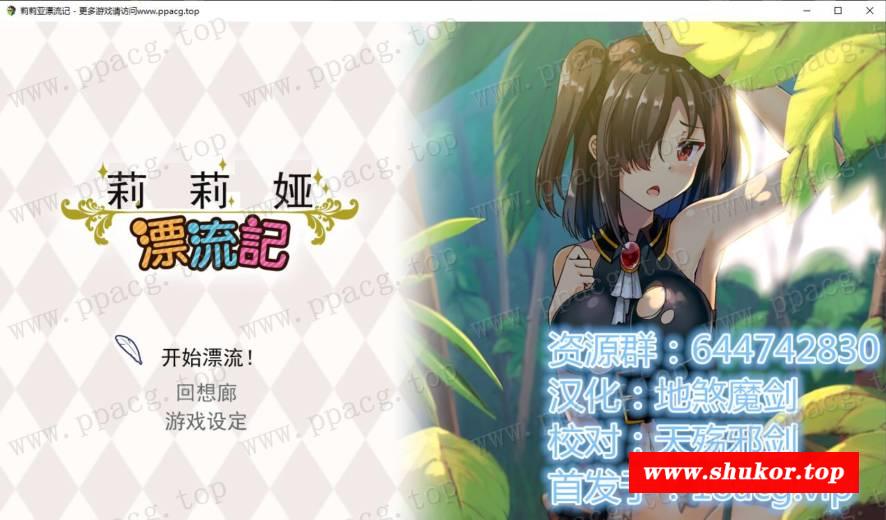 莉莉亚漂流记 - 更多游戏请访问www.ppacg.top
莉莉娅
漂流記
开始漂流！
回想廊
游戏设定
资源群：644742830
汉化：地煞魔剑
校对：天殇邪剑
首发于：
www.shukor.top
www.ppacg.top